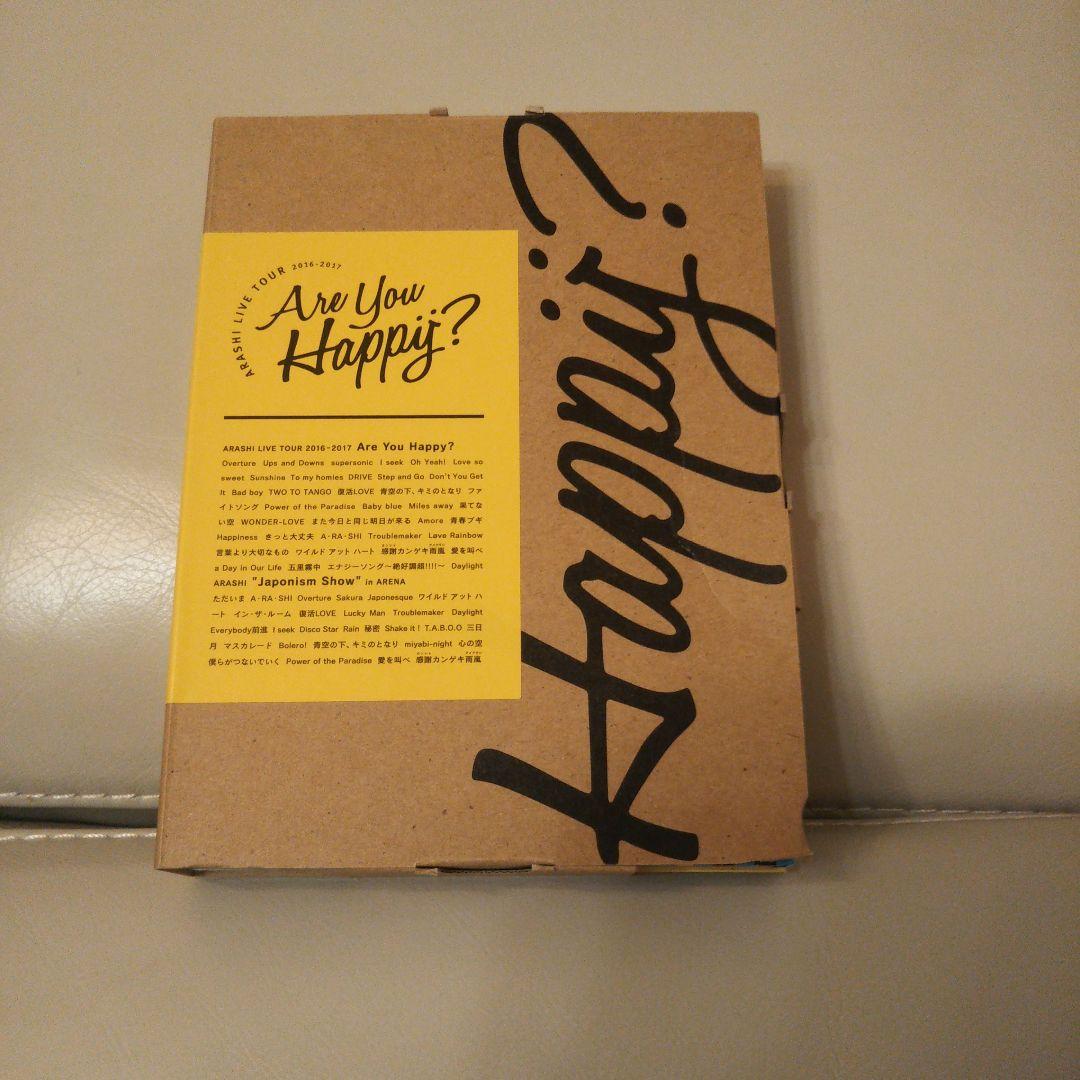 ARASHI LIVE TOUR 2016-2017
Are You
Happy?
ARASHI LIVE TOUR 2016-2017 Are You Happy?
Overture Ups and Downs supersonic I seek Oh Yeah! Love so
sweet Sunshine To my homies DRIVE Step and Go Don't You Get
It Bad boy TWO TO TANGO 復活LOVE 青空の下、キミのとなり ファ
イトソング Power of the Paradise Baby blue Miles away 果てな
い空 WONDER-LOVE また今日と同じ明日が来る Amore 青春ブギ
Happiness きっと大丈夫 A・RA・SHI Troublemaker Løve Rainbow
言葉より大切なもの ワイルド アット ハート 感謝カンゲキ雨嵐 愛を叫べ
a Day in Our Life 五里霧中 エナジーソング〜絶好調超!!!!〜 Daylight
ARASHI "Japonism Show" in ARENA
ただいま A・RA・SHI Overture Sakura Japonesque ワイルド アット ハ
ート イン・ザ・ルーム 復活LOVE Lucky Man Troublemaker Daylight
Everybody前進 I seek Disco Star Rain 秘密 Shake it! T.A.B.O.O 三日
月 マスカレード Bolero! 青空の下、キミのとなり miyabi-night 心の空
僕らがつないでいく Power of the Paradise 愛を叫べ 感謝カンゲキ雨嵐
Happy?